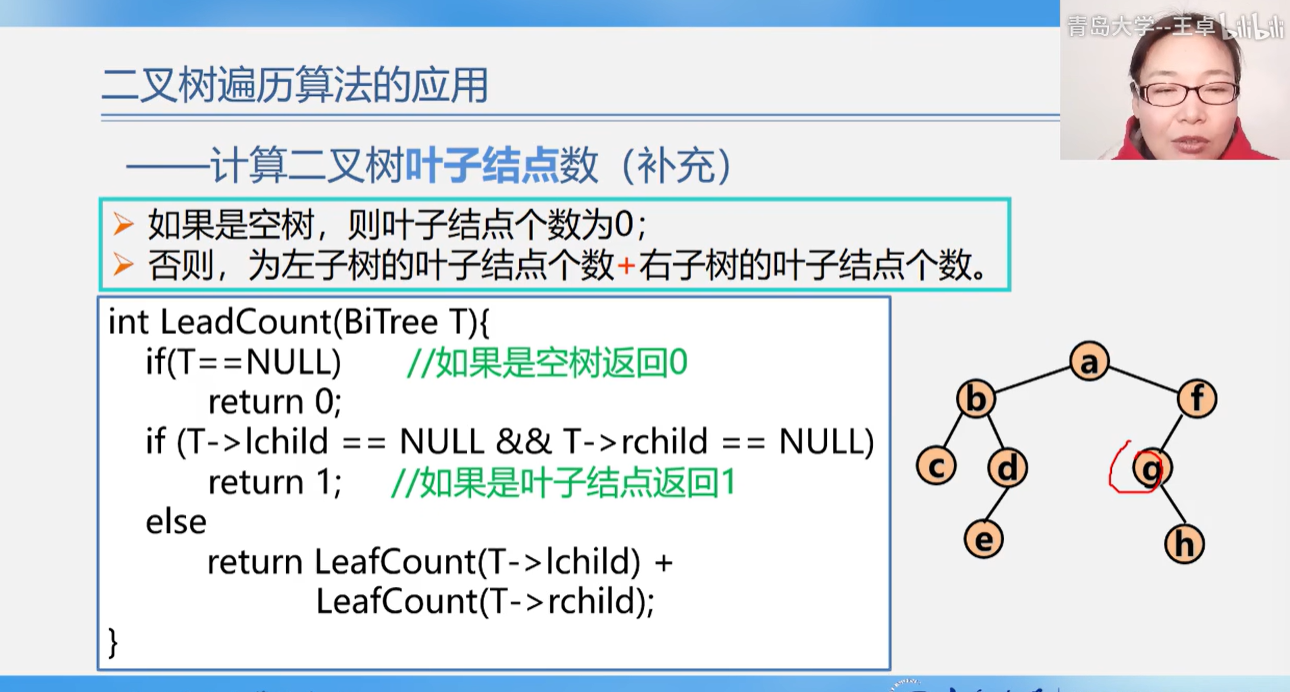 青岛大学--王卓 bilibili
二叉树遍历算法的应用
——计算二叉树叶子结点数（补充）
➢ 如果是空树，则叶子结点个数为0；
➢ 否则，为左子树的叶子结点个数+右子树的叶子结点个数。
int LeadCount(BiTree T){
if(T==NULL) //如果是空树返回0
return 0;
if (T->lchild == NULL && T->rchild == NULL)
return 1; //如果是叶子结点返回1
else
return LeafCount(T->lchild) +
LeafCount(T->rchild);
}
a
b f
c d g
e h